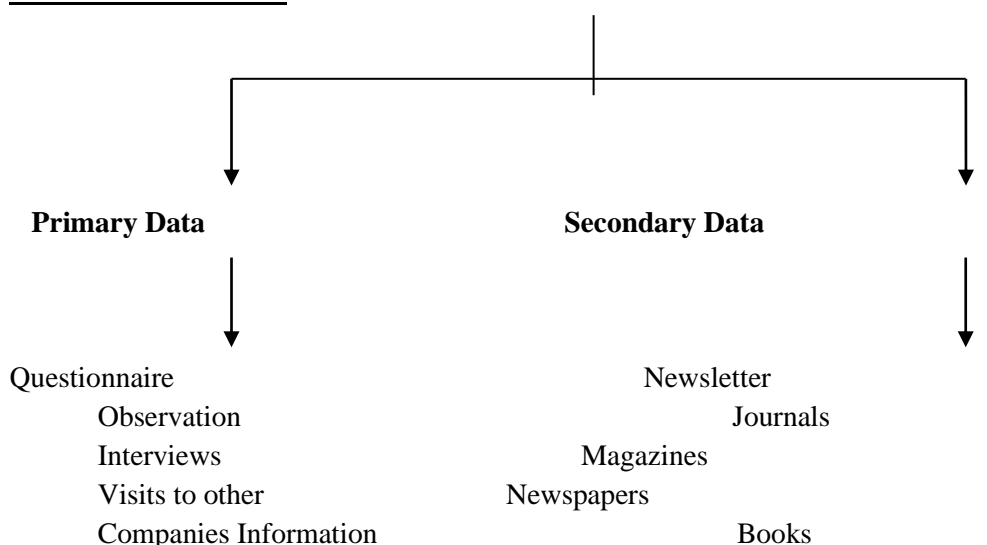 Primary Data Secondary Data
Questionnaire Newsletter
Observation Journals
Interviews Magazines
Visits to other Newspapers
Companies Information Books